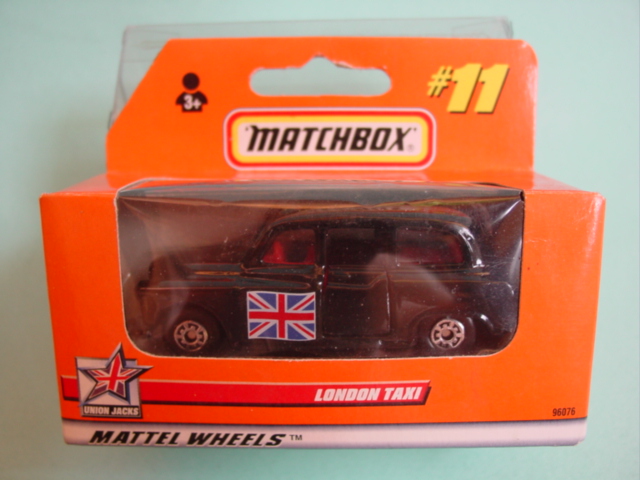 #11
3+
MATCHBOX®
LONDON TAXI
UNION JACKS
96076
MATTEL WHEELS™